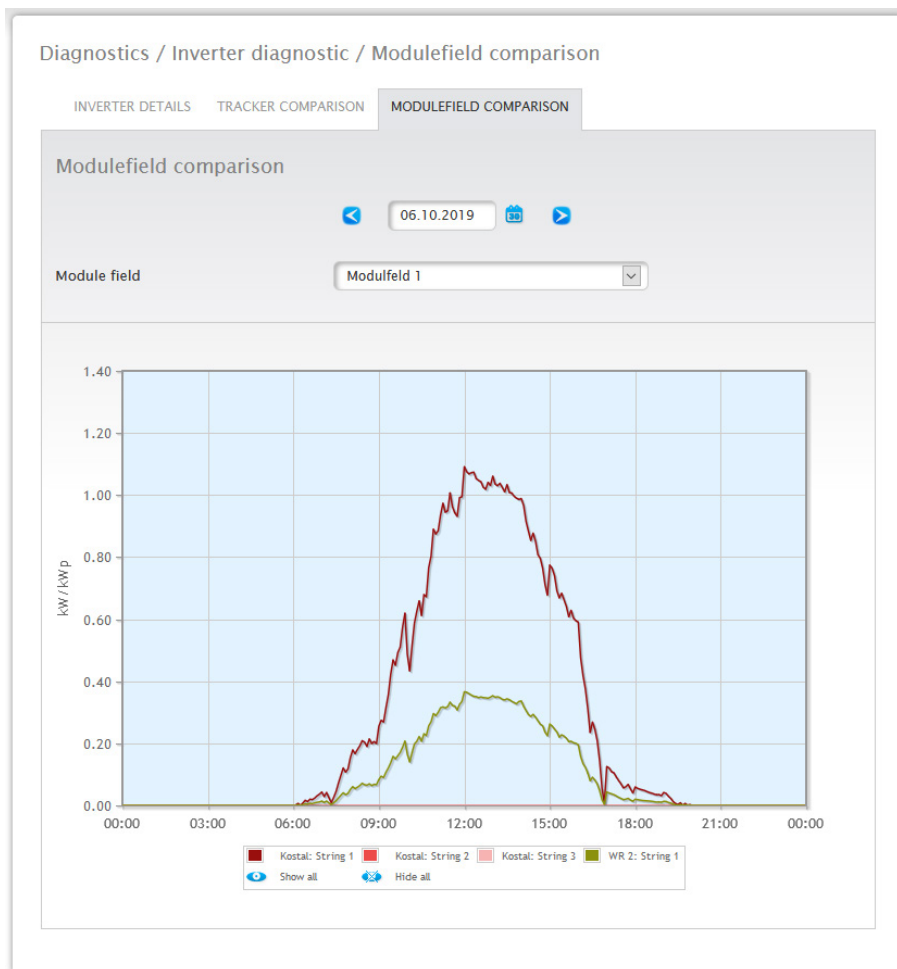 Diagnostics / Inverter diagnostic / Modulefield comparison
INVERTER DETAILS TRACKER COMPARISON MODULEFIELD COMPARISON
Modulefield comparison
06.10.2019 30
Module field Modulfeld 1
1.40
1.20
1.00
0.80
0.60
0.40
0.20
0.00
kW/kWp
00:00 03:00 06:00 09:00 12:00 15:00 18:00 21:00 00:00
Kostal: String 1 Kostal: String 2 Kostal: String 3 WR 2: String 1
Show all Hide all